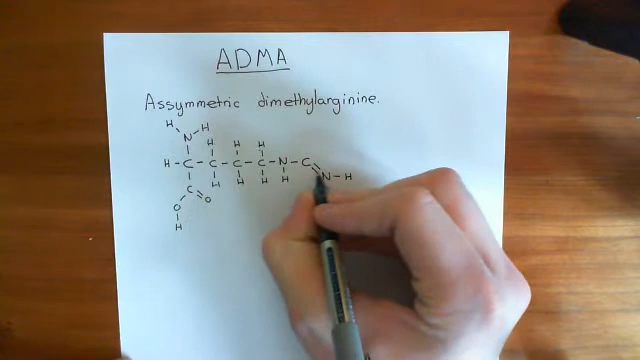 ADMA
Assymmetric dimethylarginine.
H H
N H H H
H-C-C-C-C-N-C
H H H H N-H
C
O O
H